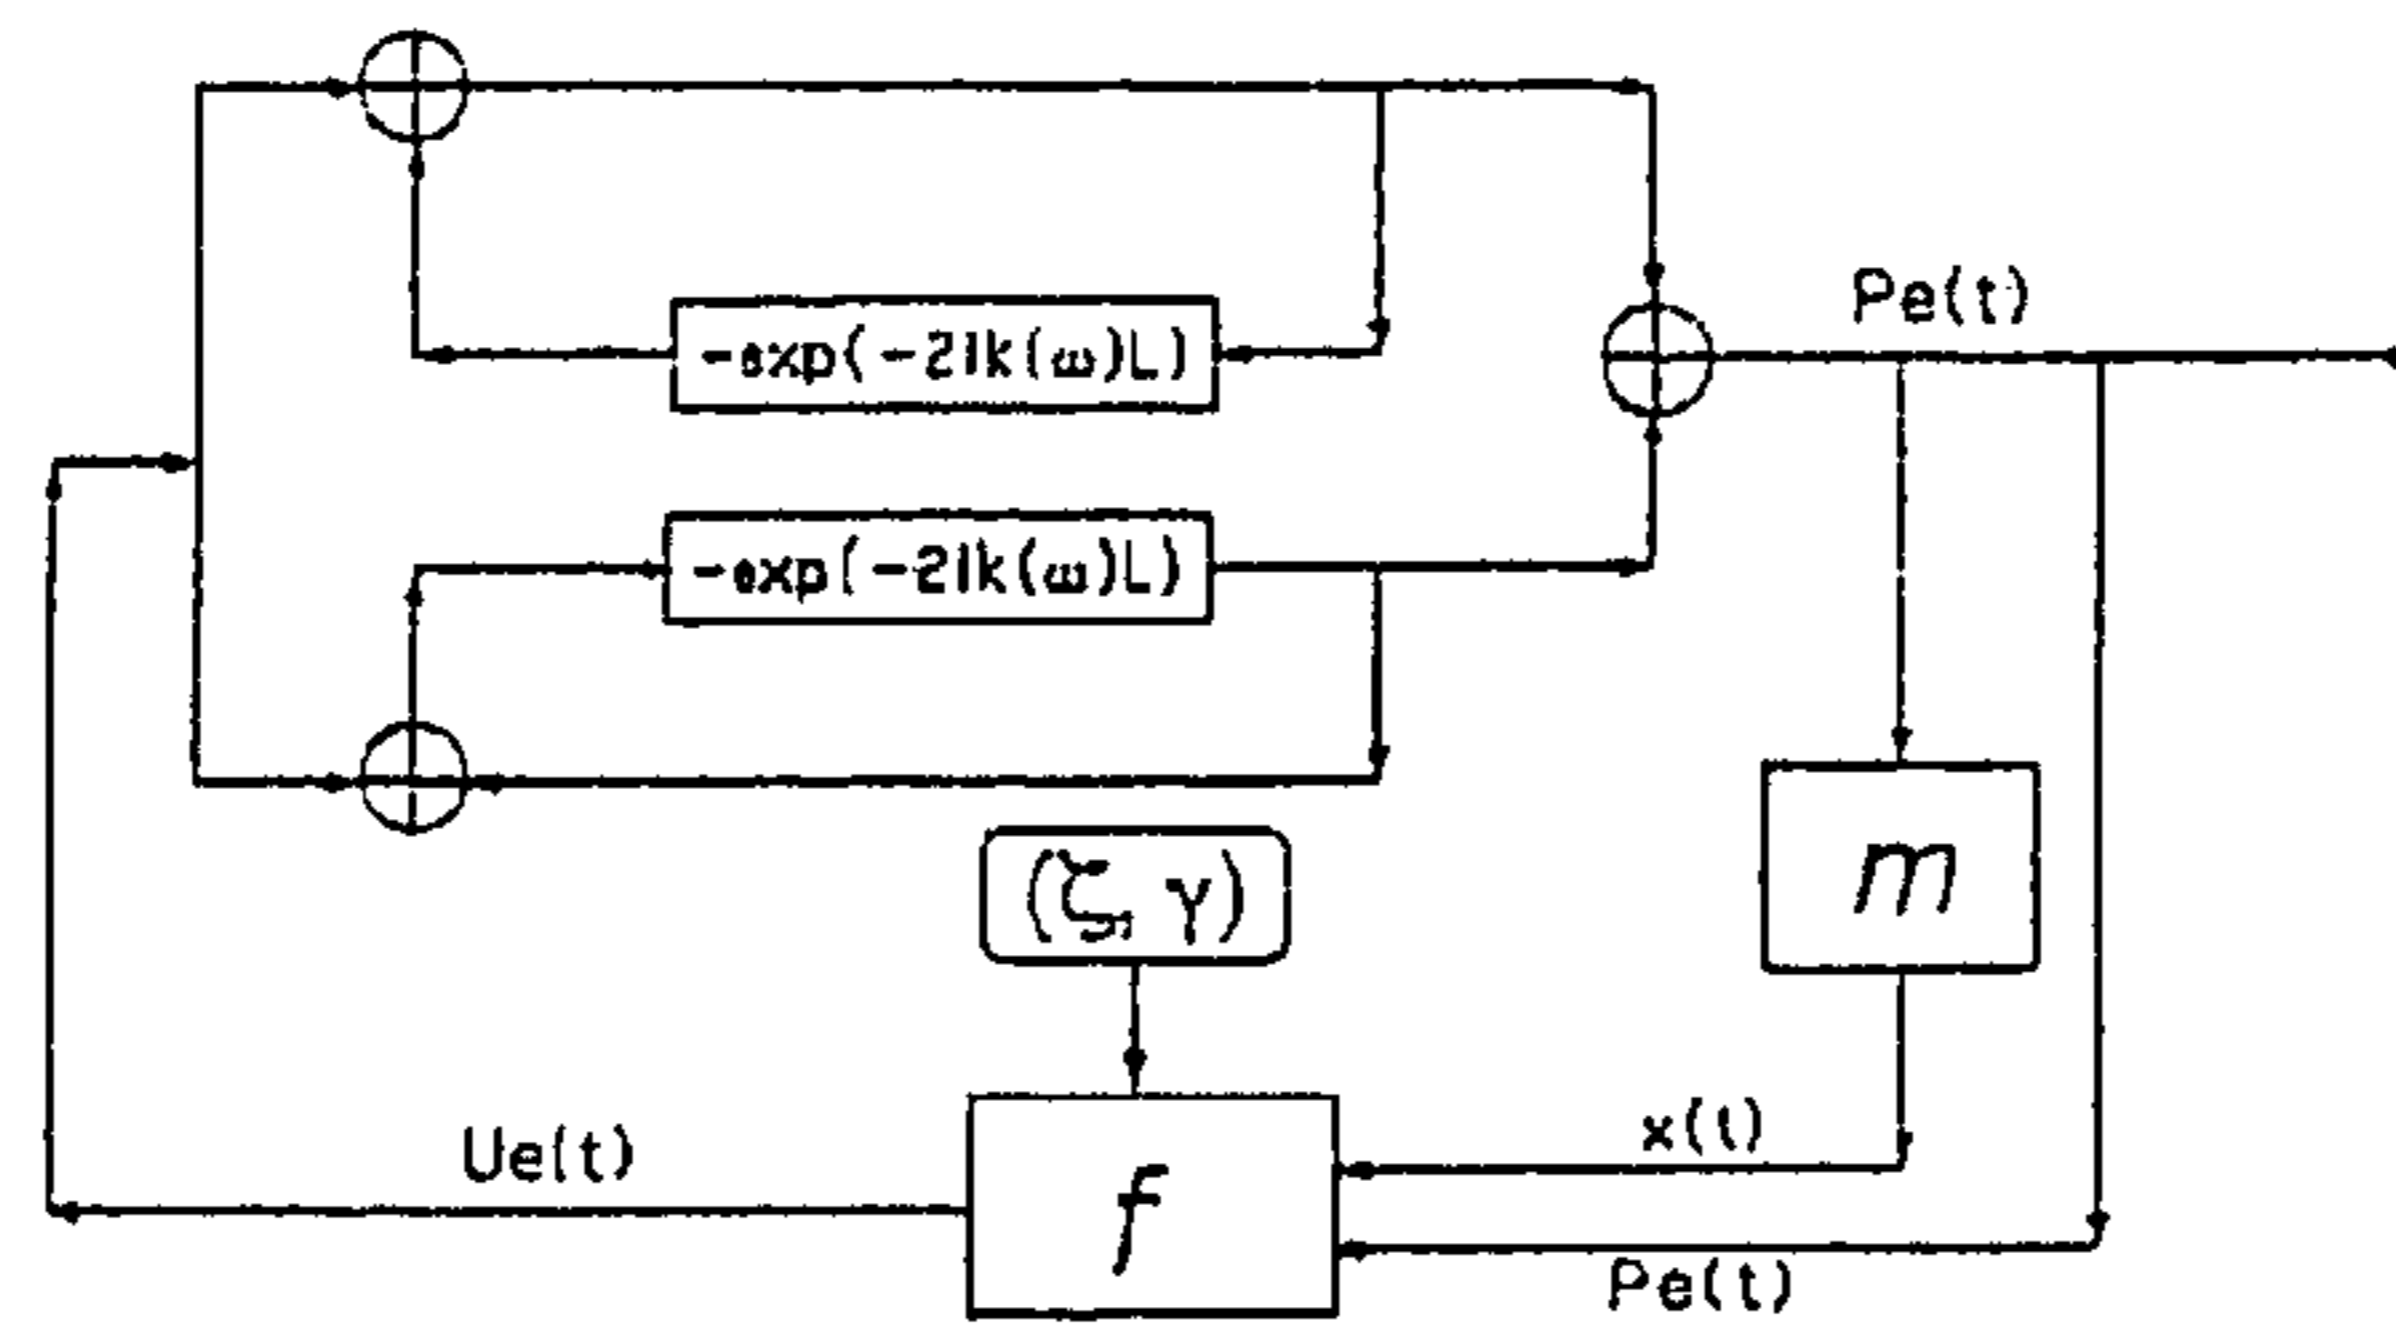 Pe(t)
-exp(-2ik(ω)L)
-exp(-2ik(ω)L)
m
(ζ, γ)
x(t)
Ue(t)
f
Pe(t)